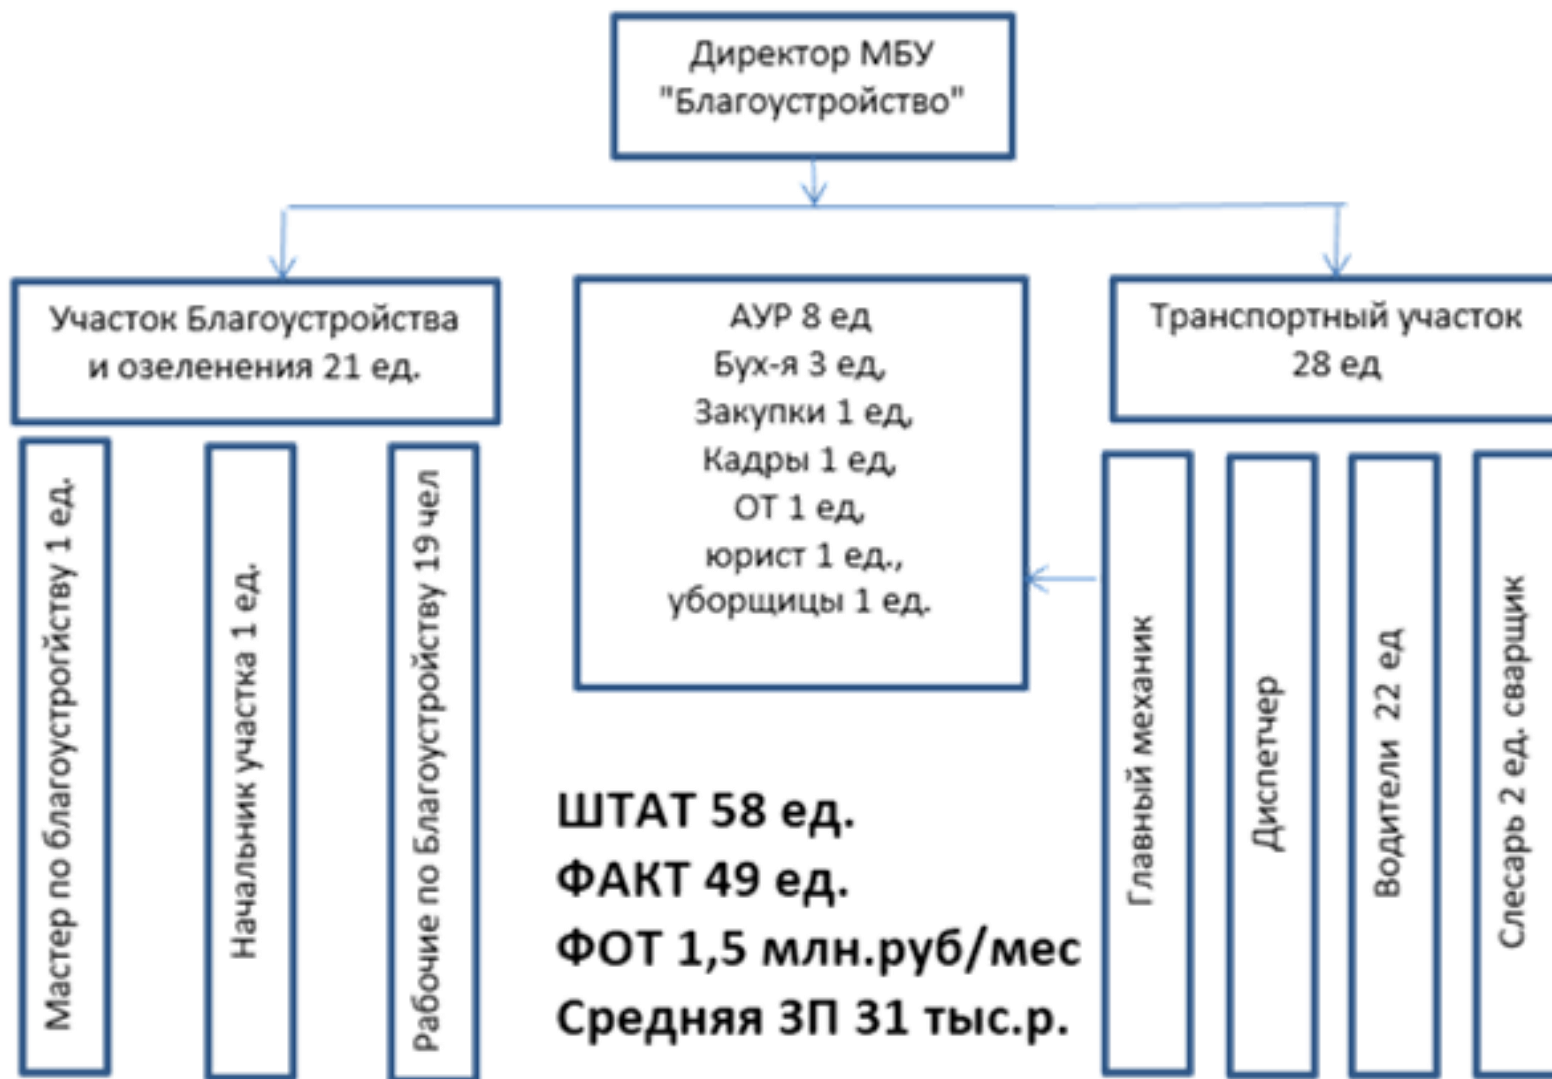 Директор МБУ
"Благоустройство"
Участок Благоустройства
и озеленения 21 ед.
АУР 8 ед
Бух-я 3 ед,
Закупки 1 ед,
Кадры 1 ед,
ОТ 1 ед,
юрист 1 ед.,
уборщицы 1 ед.
Транспортный участок
28 ед
Мастер по благоустрогйству 1 ед.
Начальник участка 1 ед.
Рабочие по Благоустройству 19 чел
Главный механик
Диспетчер
Водители 22 ед
Слесарь 2 ед. сварщик
ШТАТ 58 ед.
ФАКТ 49 ед.
ФОТ 1,5 млн.руб/мес
Средняя ЗП 31 тыс.р.